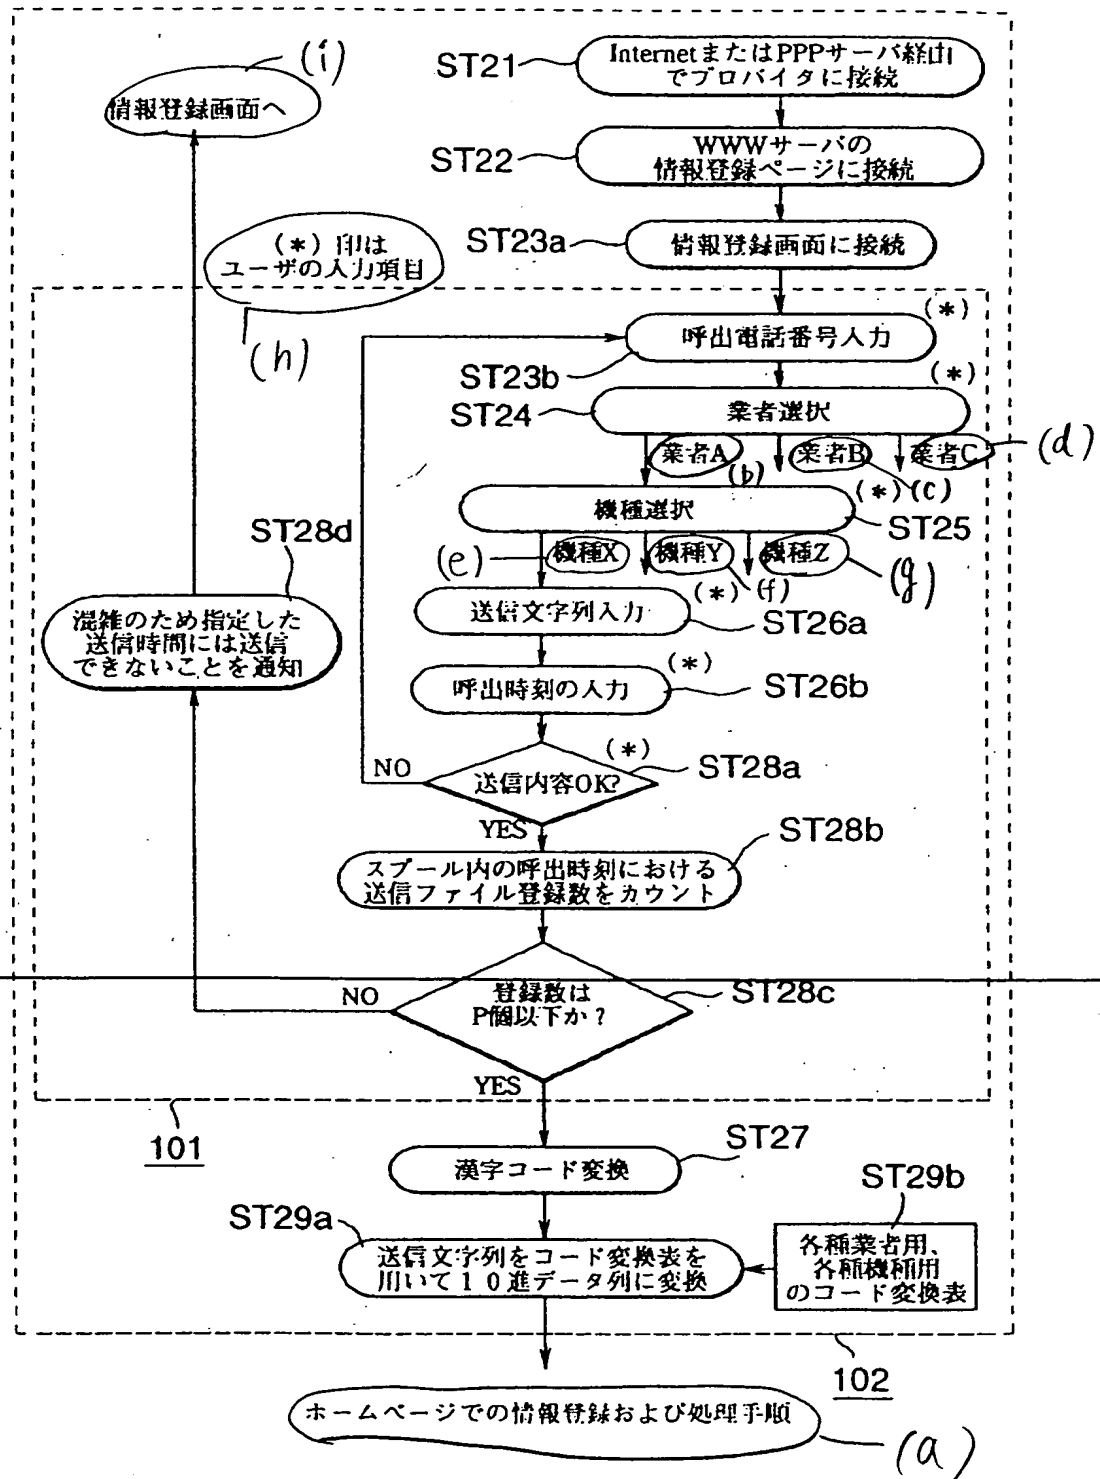 (i)
情報登録画面へ
ST21
InternetまたはPPPサーバ経由
でプロバイダに接続
ST22
WWWサーバの
情報登録ページに接続
ST23a
情報登録画面に接続
(*)印は
ユーザの入力項目
(h)
(*)
呼出電話番号入力
ST23b
(*)
ST24
業者選択
業者A
業者B
業者C
(d)
(b)
(*)
(c)
機種選択
ST25
ST28d
(e)
機種X
機種Y
機種Z
(f)
(g)
(*)
送信文字列入力
ST26a
混雑のため指定した
送信時間には送信
できないことを通知
(*)
呼出時刻の入力
ST26b
(*)
NO
送信内容OK?
ST28a
YES
ST28b
スプール内の呼出時刻における
送信ファイル登録数をカウント
NO
登録数は
P個以下か?
ST28c
YES
101
ST27
漢字コード変換
ST29b
ST29a
送信文字列をコード変換表を
用いて10進データ列に変換
各種業者用、
各種機種用
のコード変換表
102
ホームページでの情報登録および処理手順
(a)